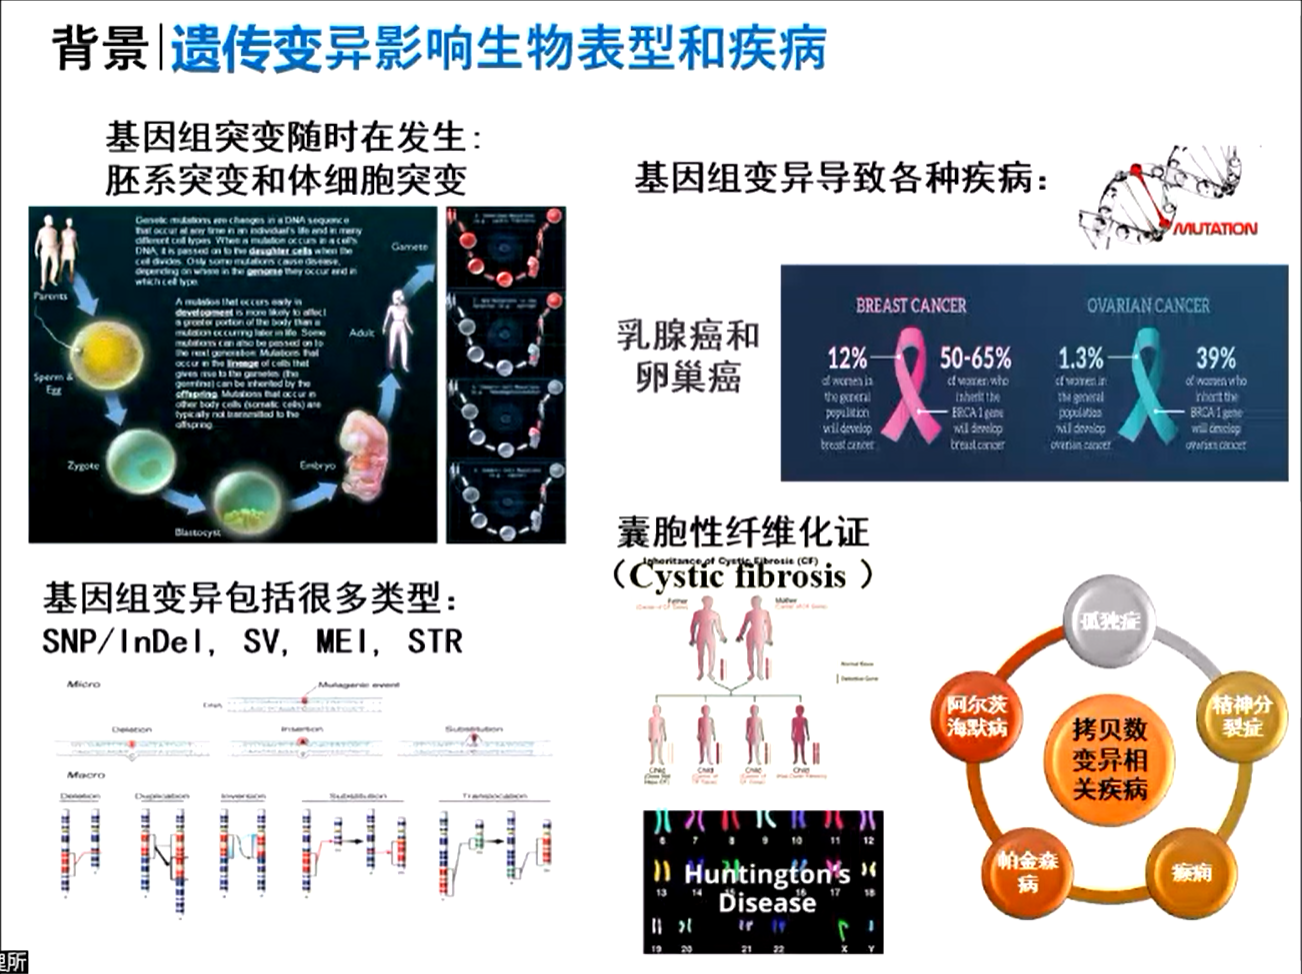 背景|遗传变异影响生物表型和疾病
基因组突变随时在发生:
胚系突变和体细胞突变
Genetic mutations are changes in a DNA sequence
that occur at any time in an individual's life and in many
different cell types. When a mutation occurs in a cell's
DNA, it is passed on to the daughter cells when the
cell divides. Only some mutations cause disease,
depending on where in the genome they occur and in
which cell type.
A mutation that occurs early in
development is more likely to affect
a greater portion of the body than a
mutation occurring later in life. Some
mutations can also be passed on to
the next generation. Mutations that
occur in the lineage of cells that
gives rise to the gametes (the
germline) can be inherited by the
offspring. Mutations that occur in
other body cells (somatic cells) are
typically not transmitted to the
offspring.
Parents
Sperm &
Egg
Zygote
Blastocyst
Embryo
Adult
Gamete
基因组变异包括很多类型:
SNP/InDel, SV, MEI, STR
Micro
Mutagenic event
Deletion
Insertion
Substitution
Macro
Deletion
Duplication
Inversion
Substitution
Translocation
基因组变异导致各种疾病:
MUTATION
乳腺癌和
卵巢癌
BREAST CANCER
12%
of women in
the general
population
will develop
breast cancer
50-65%
of women who
inherit the
BRCA 1 gene
will develop
breast cancer
OVARIAN CANCER
1.3%
of women in
the general
population
will develop
ovarian cancer
39%
of women who
inherit the
BRCA 1 gene
will develop
ovarian cancer
囊胞性纤维化证
Inheritance of Cystic Fibrosis (CF)
（Cystic fibrosis ）
Father
Mother
Normal Gene
Defective Gene
Child
Child
Child
Child
6 7 8 9 10 11 12
Huntington's
Disease
13 14 15 17 18
19 20 21 22 X Y
孤独症
精神分
裂症
癫痫
帕金森
病
阿尔茨
海默病
拷贝数
变异相
关疾病
理所